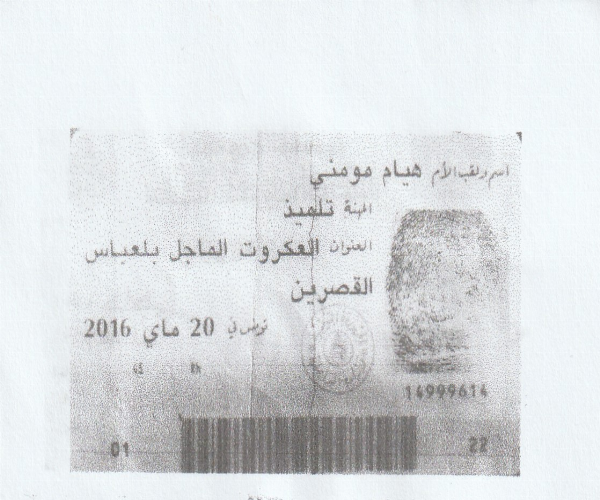 اسم ولقب الأم هيام مومني
المهنة تلميذ
العنوان العكروت الماجل بلعباس
القصرين
تونس في 20 ماي 2016
14999614
01 22